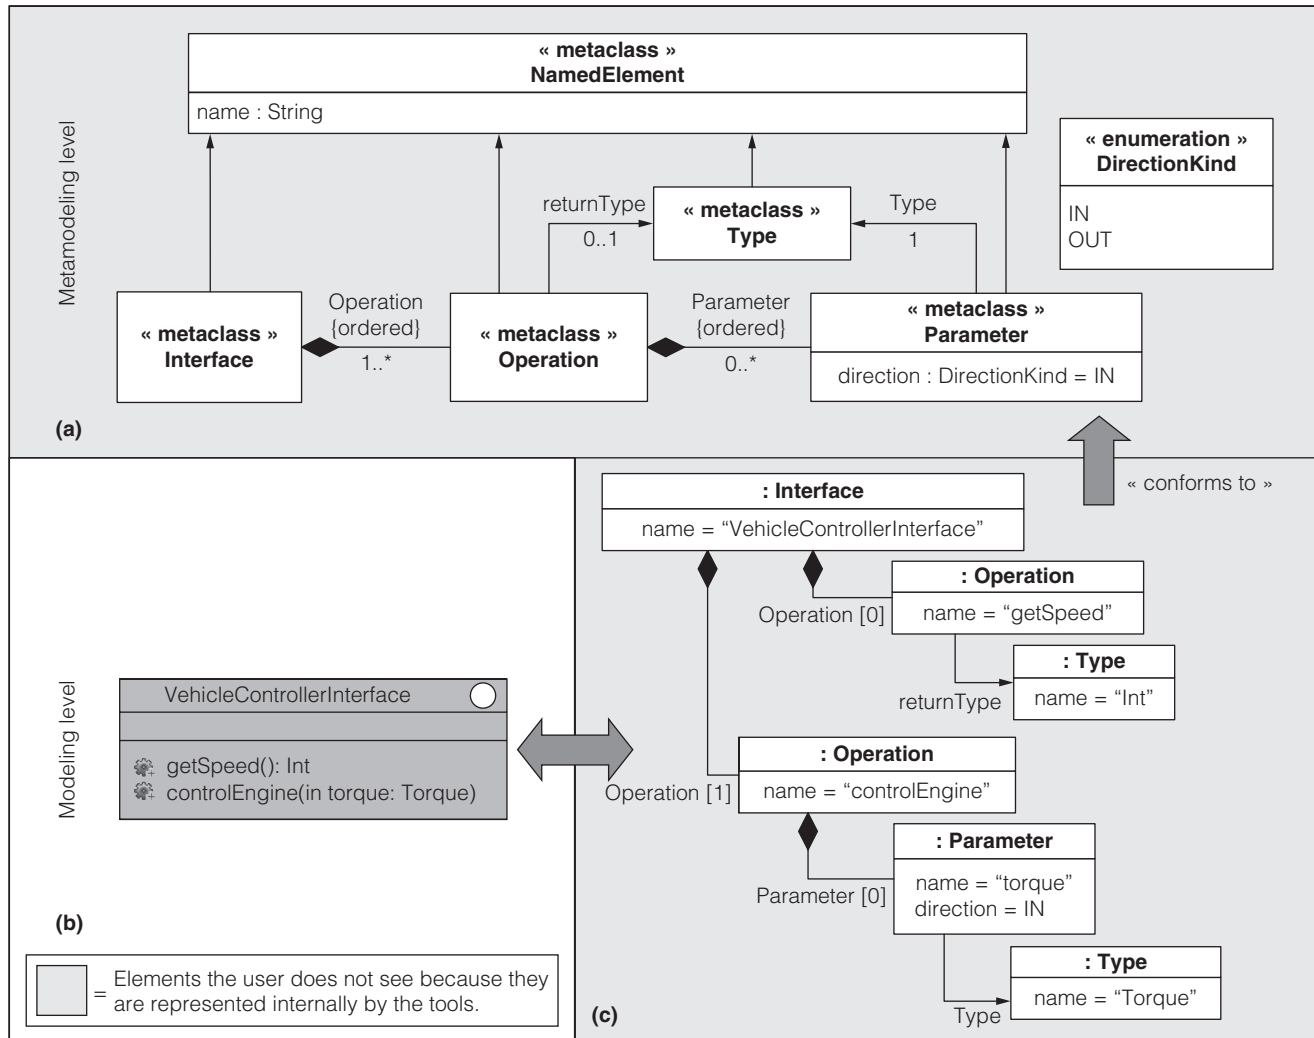 Metamodeling level
« metaclass »
NamedElement
name : String
« enumeration »
DirectionKind
IN
OUT
returnType
0..1
« metaclass »
Type
Type
1
« metaclass »
Interface
Operation
{ordered}
1..*
« metaclass »
Operation
Parameter
{ordered}
0..*
« metaclass »
Parameter
direction : DirectionKind = IN
(a)
« conforms to »
Modeling level
VehicleControllerInterface
getSpeed(): Int
controlEngine(in torque: Torque)
(b)
= Elements the user does not see because they
are represented internally by the tools.
: Interface
name = “VehicleControllerInterface”
: Operation
Operation [0]
name = “getSpeed”
: Type
returnType
name = “Int”
: Operation
Operation [1]
name = “controlEngine”
: Parameter
Parameter [0]
name = “torque”
direction = IN
: Type
Type
name = “Torque”
(c)